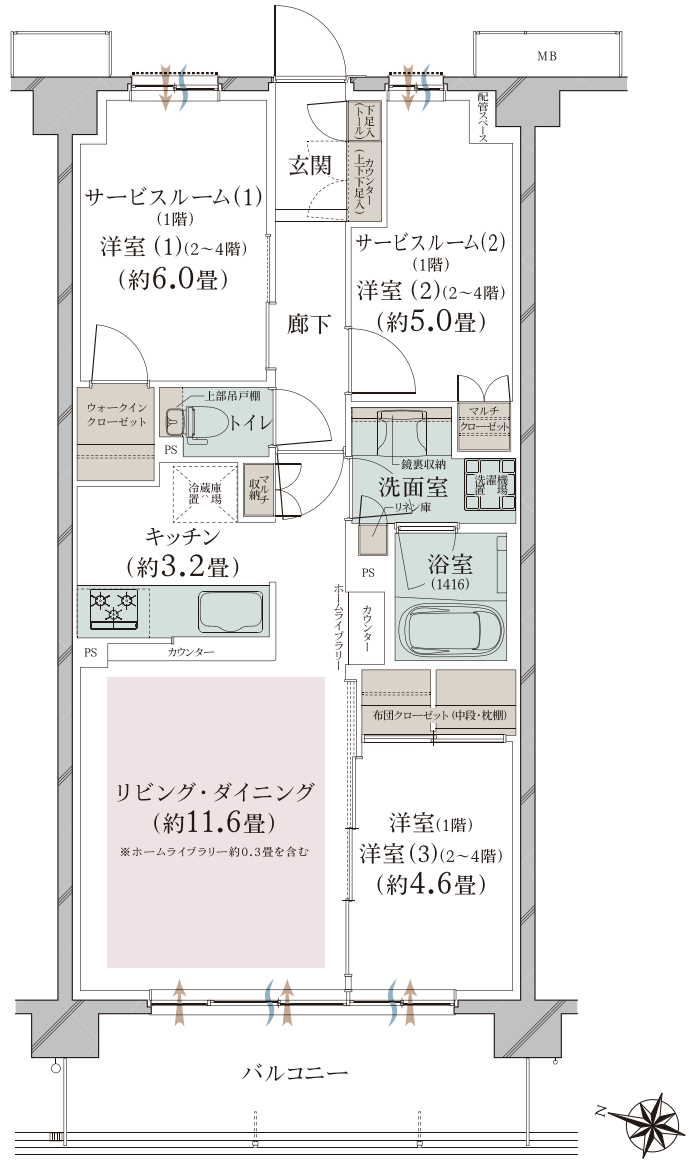 MB
配管スペース
下足入
(トール)
カウンター
(上下下足入)
玄関
サービスルーム(1)
(1階)
洋室(1)(2～4階)
(約6.0畳)
サービスルーム(2)
(1階)
洋室(2)(2～4階)
(約5.0畳)
廊下
ウォークイン
クローゼット
上部吊戸棚
トイレ
PS
マルチ
クローゼット
鏡裏収納
洗面室
洗濯機
置場
リネン庫
冷蔵庫
置場
マルチ
収納
キッチン
(約3.2畳)
浴室
(1416)
PS
ホームライブラリー
カウンター
PS
カウンター
布団クローゼット(中段・枕棚)
リビング・ダイニング
(約11.6畳)
※ホームライブラリー約0.3畳を含む
洋室(1階)
洋室(3)(2～4階)
(約4.6畳)
バルコニー
N